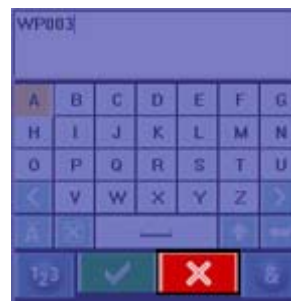 WP003
A B C D E F G
H I J K L M N
O P Q R S T U
< V W X Y Z >
A
123 &